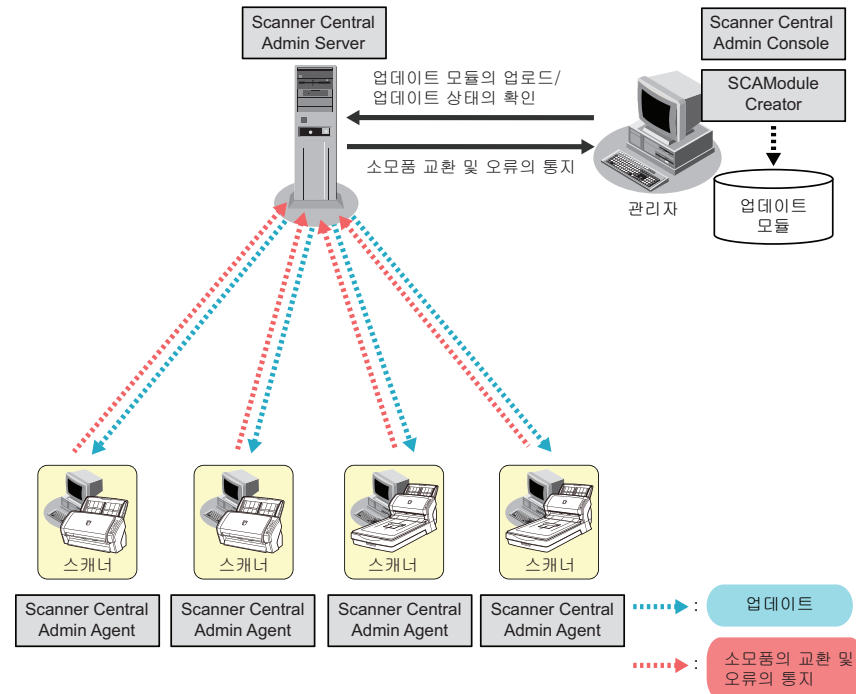 Scanner Central
Admin Server
Scanner Central
Admin Console
SCAModule
Creator
업데이트 모듈의 업로드/
업데이트 상태의 확인
소모품 교환 및 오류의 통지
관리자
업데이트
모듈
스캐너
스캐너
스캐너
스캐너
Scanner Central
Admin Agent
Scanner Central
Admin Agent
Scanner Central
Admin Agent
Scanner Central
Admin Agent
: 업데이트
: 소모품의 교환 및
오류의 통지